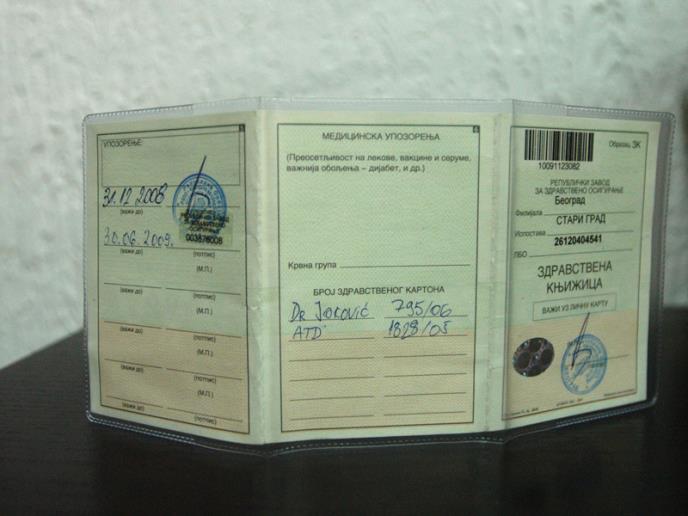 УПОЗОРЕЊЕ:
31.12 2008
(важи до)
003876008
30.06.2009.
(важи до) (потпис)
(М.П.)
(важи до) (потпис)
(М.П.)
(важи до) (потпис)
(М.П.)
(важи до) (потпис)
(М.П.)
(важи до) (потпис)
6
МЕДИЦИНСКА УПОЗОРЕЊА
(Преосетљивост на лекове, вакцине и серуме,
важнија обољења – дијабет, и др.)
Крвна група
БРОЈ ЗДРАВСТВЕНОГ КАРТОНА
Dr Joković 795/06
ATD 1828/05
Образац ЗК
10091123082
РЕПУБЛИЧКИ ЗАВОД
ЗА ЗДРАВСТВЕНО ОСИГУРАЊЕ
Београд
Филијала
СТАРИ ГРАД
Испостава
26120404541
ЛБО
ЗДРАВСТВЕНА
КЊИЖИЦА
ВАЖИ УЗ ЛИЧНУ КАРТУ